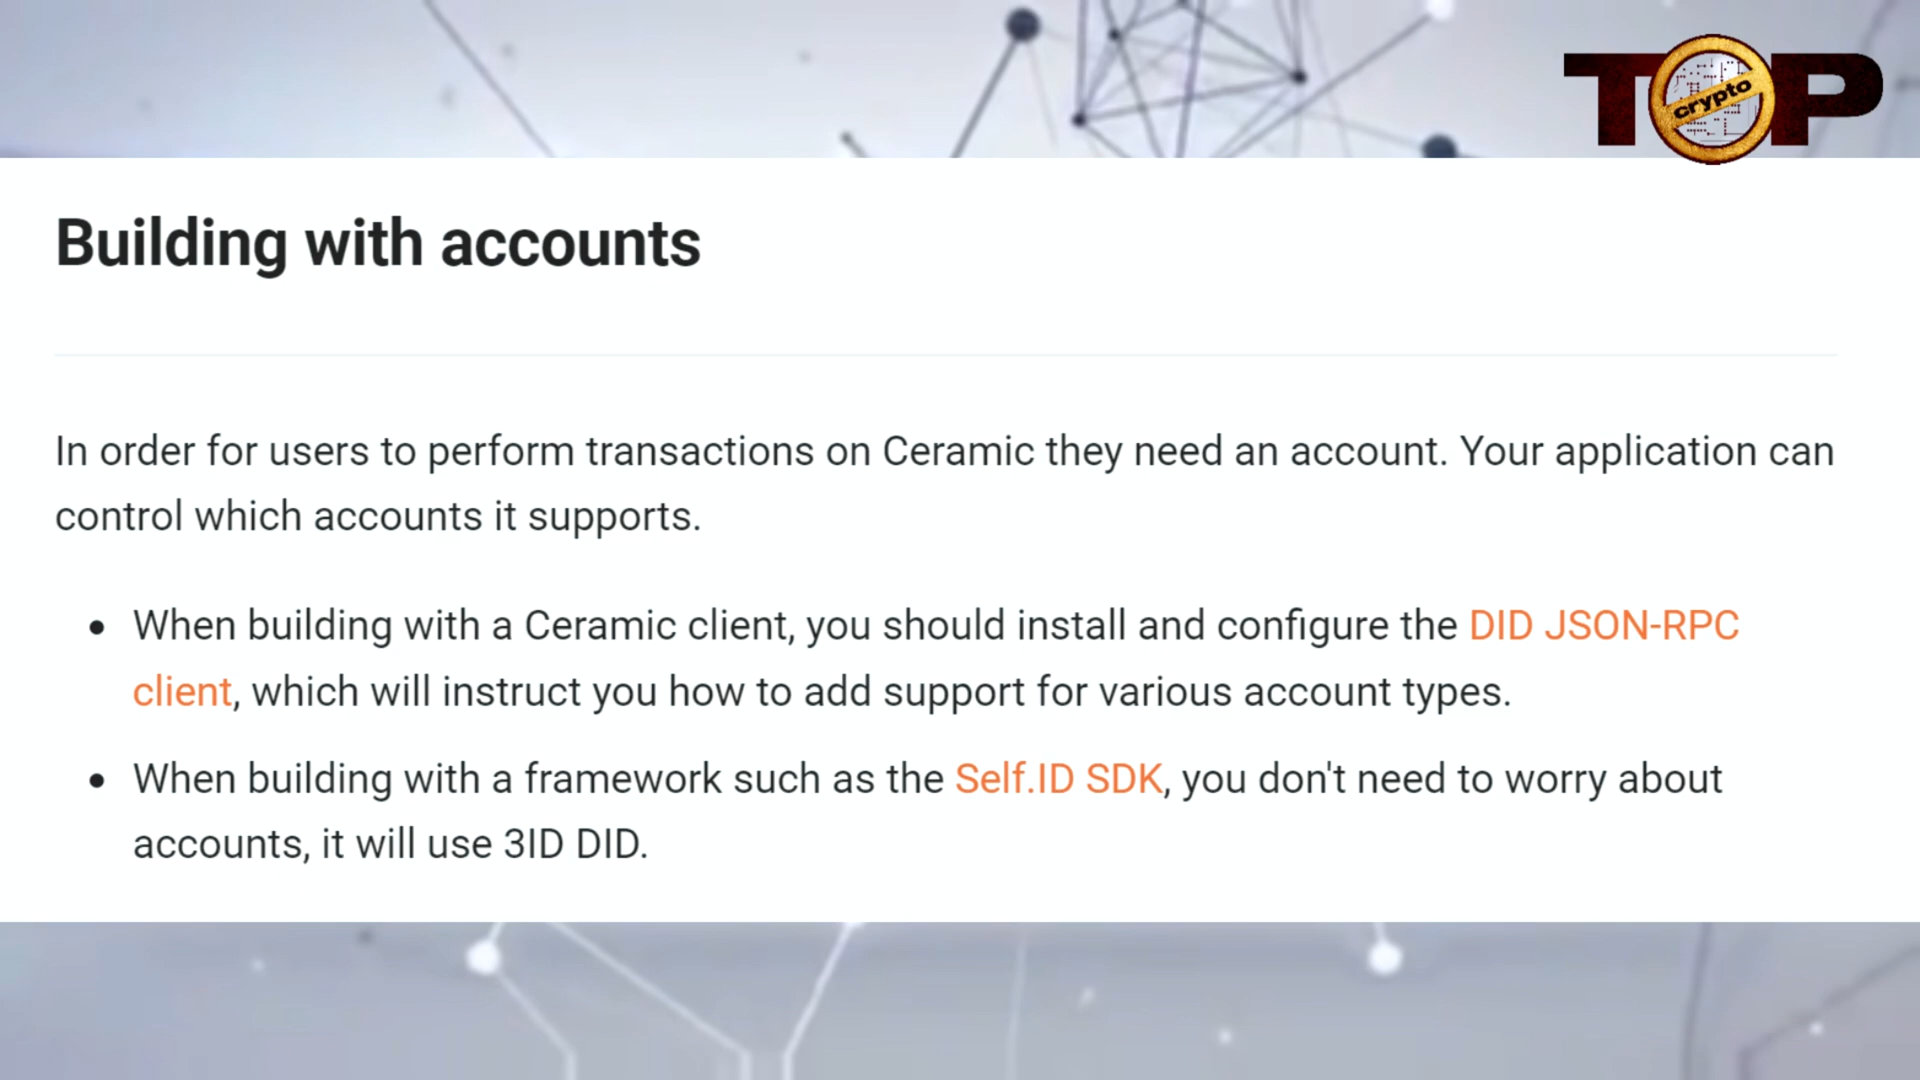 TOP
crypto
Building with accounts
In order for users to perform transactions on Ceramic they need an account. Your application can
control which accounts it supports.
• When building with a Ceramic client, you should install and configure the DID JSON-RPC
client, which will instruct you how to add support for various account types.
• When building with a framework such as the Self.ID SDK, you don't need to worry about
accounts, it will use 3ID DID.